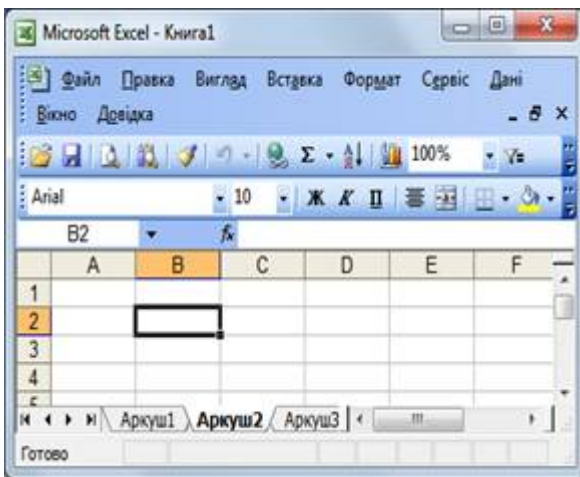 Microsoft Excel - Книга1
Файл Правка Вигляд Вставка Формат Сервіс Дані
Вікно Довідка
100%
Arial 10 Ж К П
B2 fx
A B C D E F
1
2
3
4
Аркуш1 Аркуш2 Аркуш3
Готово